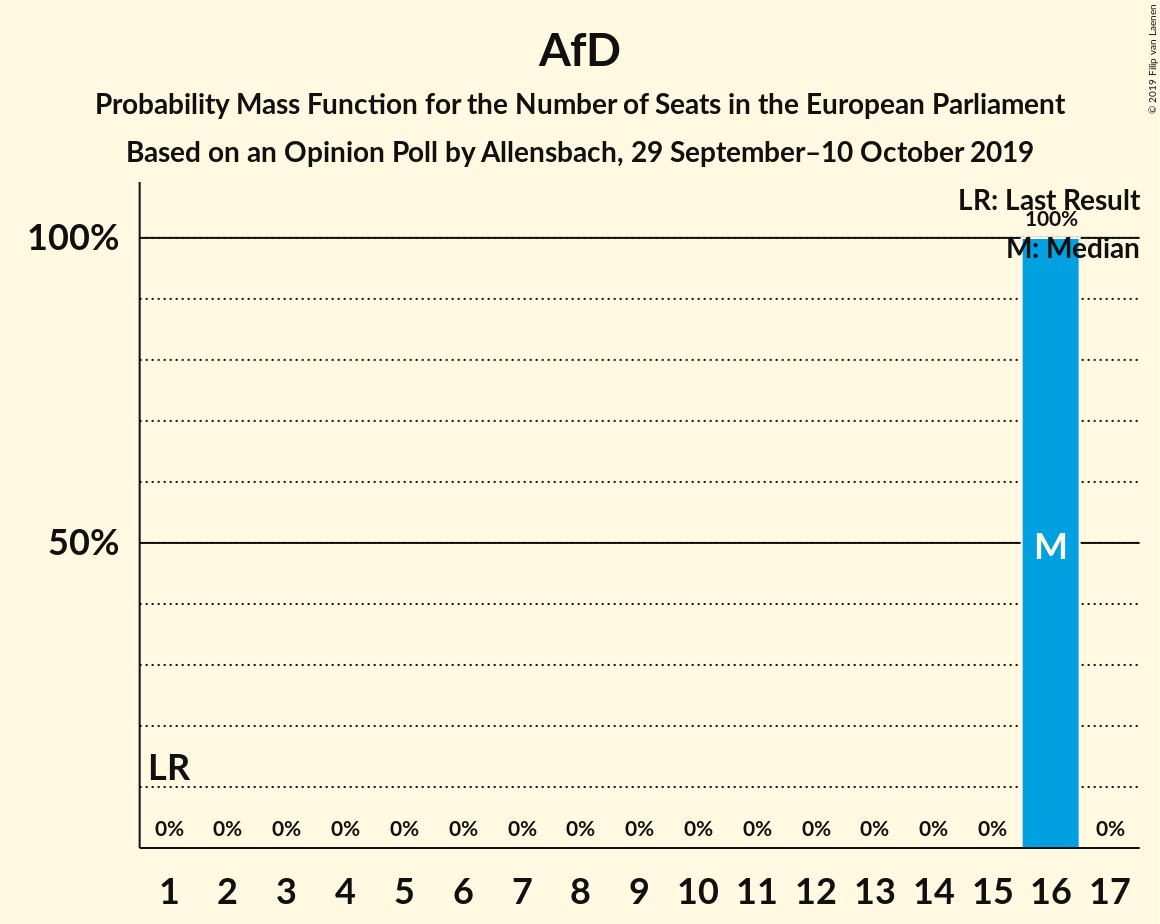 AfD
Probability Mass Function for the Number of Seats in the European Parliament
Based on an Opinion Poll by Allensbach, 29 September–10 October 2019
© 2019 Filip van Laenen
LR: Last Result
100%
M: Median
100%
50%
M
LR
0% 0% 0% 0% 0% 0% 0% 0% 0% 0% 0% 0% 0% 0% 0% 0%
1 2 3 4 5 6 7 8 9 10 11 12 13 14 15 16 17